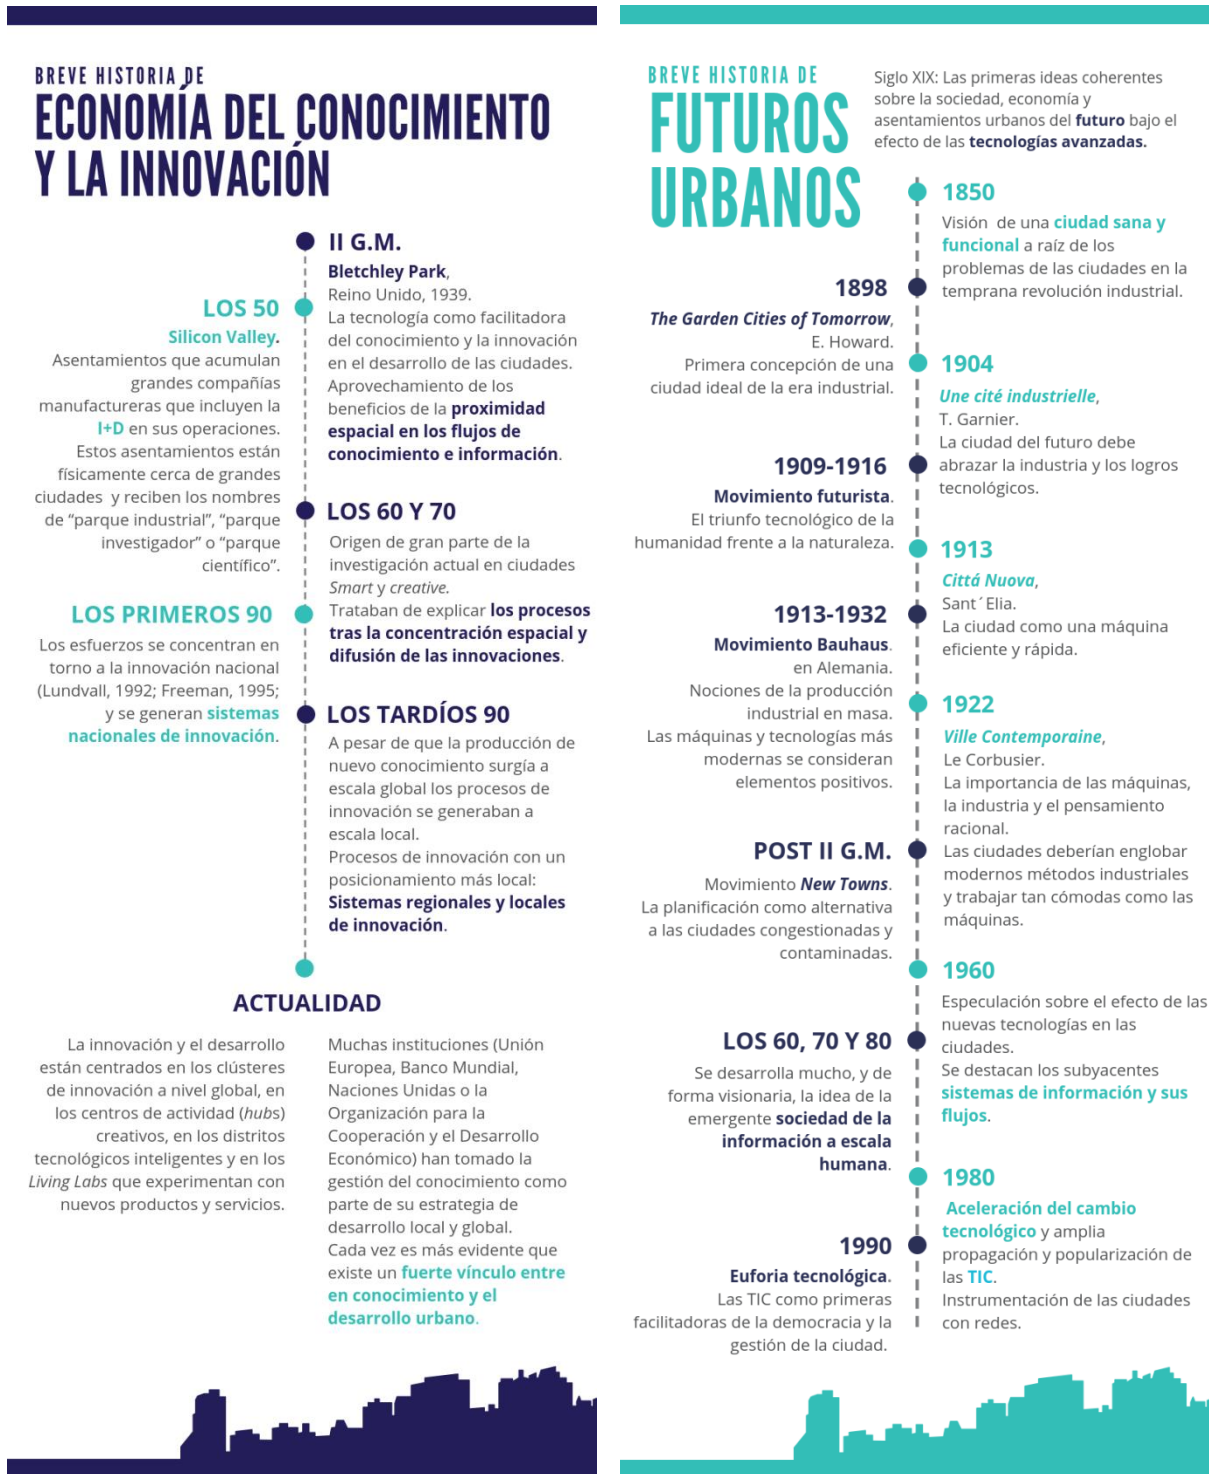 BREVE HISTORIA DE
ECONOMÍA DEL CONOCIMIENTO
Y LA INNOVACIÓN
II G.M.
Bletchley Park,
Reino Unido, 1939.
La tecnología como facilitadora
del conocimiento y la innovación
en el desarrollo de las ciudades.
Aprovechamiento de los
beneficios de la proximidad
espacial en los flujos de
conocimiento e información.
LOS 50
Silicon Valley.
Asentamientos que acumulan
grandes compañías
manufactureras que incluyen la
I+D en sus operaciones.
Estos asentamientos están
físicamente cerca de grandes
ciudades y reciben los nombres
de “parque industrial”, “parque
investigador” o “parque
científico”.
LOS 60 Y 70
Origen de gran parte de la
investigación actual en ciudades
Smart y creative.
Trataban de explicar los procesos
tras la concentración espacial y
difusión de las innovaciones.
LOS PRIMEROS 90
Los esfuerzos se concentran en
torno a la innovación nacional
(Lundvall, 1992; Freeman, 1995;
y se generan sistemas
nacionales de innovación.
LOS TARDÍOS 90
A pesar de que la producción de
nuevo conocimiento surgía a
escala global los procesos de
innovación se generaban a
escala local.
Procesos de innovación con un
posicionamiento más local:
Sistemas regionales y locales
de innovación.
ACTUALIDAD
La innovación y el desarrollo
están centrados en los clústeres
de innovación a nivel global, en
los centros de actividad (hubs)
creativos, en los distritos
tecnológicos inteligentes y en los
Living Labs que experimentan con
nuevos productos y servicios.
Muchas instituciones (Unión
Europea, Banco Mundial,
Naciones Unidas o la
Organización para la
Cooperación y el Desarrollo
Económico) han tomado la
gestión del conocimiento como
parte de su estrategia de
desarrollo local y global.
Cada vez es más evidente que
existe un fuerte vínculo entre
en conocimiento y el
desarrollo urbano.
BREVE HISTORIA DE
FUTUROS
URBANOS
Siglo XIX: Las primeras ideas coherentes
sobre la sociedad, economía y
asentamientos urbanos del futuro bajo el
efecto de las tecnologías avanzadas.
1850
Visión de una ciudad sana y
funcional a raíz de los
problemas de las ciudades en la
temprana revolución industrial.
1898
The Garden Cities of Tomorrow,
E. Howard.
Primera concepción de una
ciudad ideal de la era industrial.
1904
Une cité industrielle,
T. Garnier.
La ciudad del futuro debe
abrazar la industria y los logros
tecnológicos.
1909-1916
Movimiento futurista.
El triunfo tecnológico de la
humanidad frente a la naturaleza.
1913
Cittá Nuova,
Sant´Elia.
La ciudad como una máquina
eficiente y rápida.
1913-1932
Movimiento Bauhaus.
en Alemania.
Nociones de la producción
industrial en masa.
Las máquinas y tecnologías más
modernas se consideran
elementos positivos.
1922
Ville Contemporaine,
Le Corbusier.
La importancia de las máquinas,
la industria y el pensamiento
racional.
Las ciudades deberían englobar
modernos métodos industriales
y trabajar tan cómodas como las
máquinas.
POST II G.M.
Movimiento New Towns.
La planificación como alternativa
a las ciudades congestionadas y
contaminadas.
1960
Especulación sobre el efecto de las
nuevas tecnologías en las
ciudades.
Se destacan los subyacentes
sistemas de información y sus
flujos.
LOS 60, 70 Y 80
Se desarrolla mucho, y de
forma visionaria, la idea de la
emergente sociedad de la
información a escala
humana.
1980
Aceleración del cambio
tecnológico y amplia
propagación y popularización de
las TIC.
Instrumentación de las ciudades
con redes.
1990
Euforia tecnológica.
Las TIC como primeras
facilitadoras de la democracia y la
gestión de la ciudad.